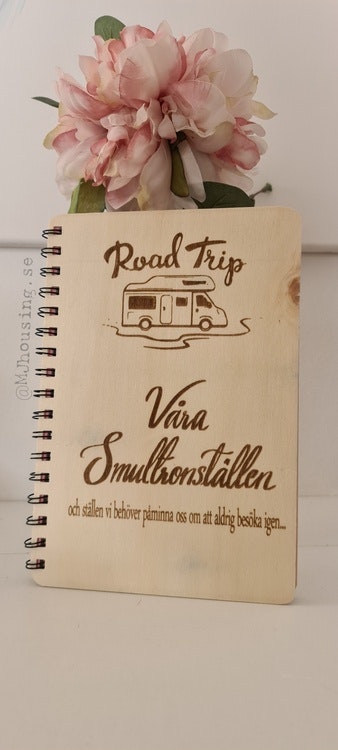 Road Trip
Våra
Smultronställen
och ställen vi behöver påminna oss om att aldrig besöka igen...
@MJhousing.se